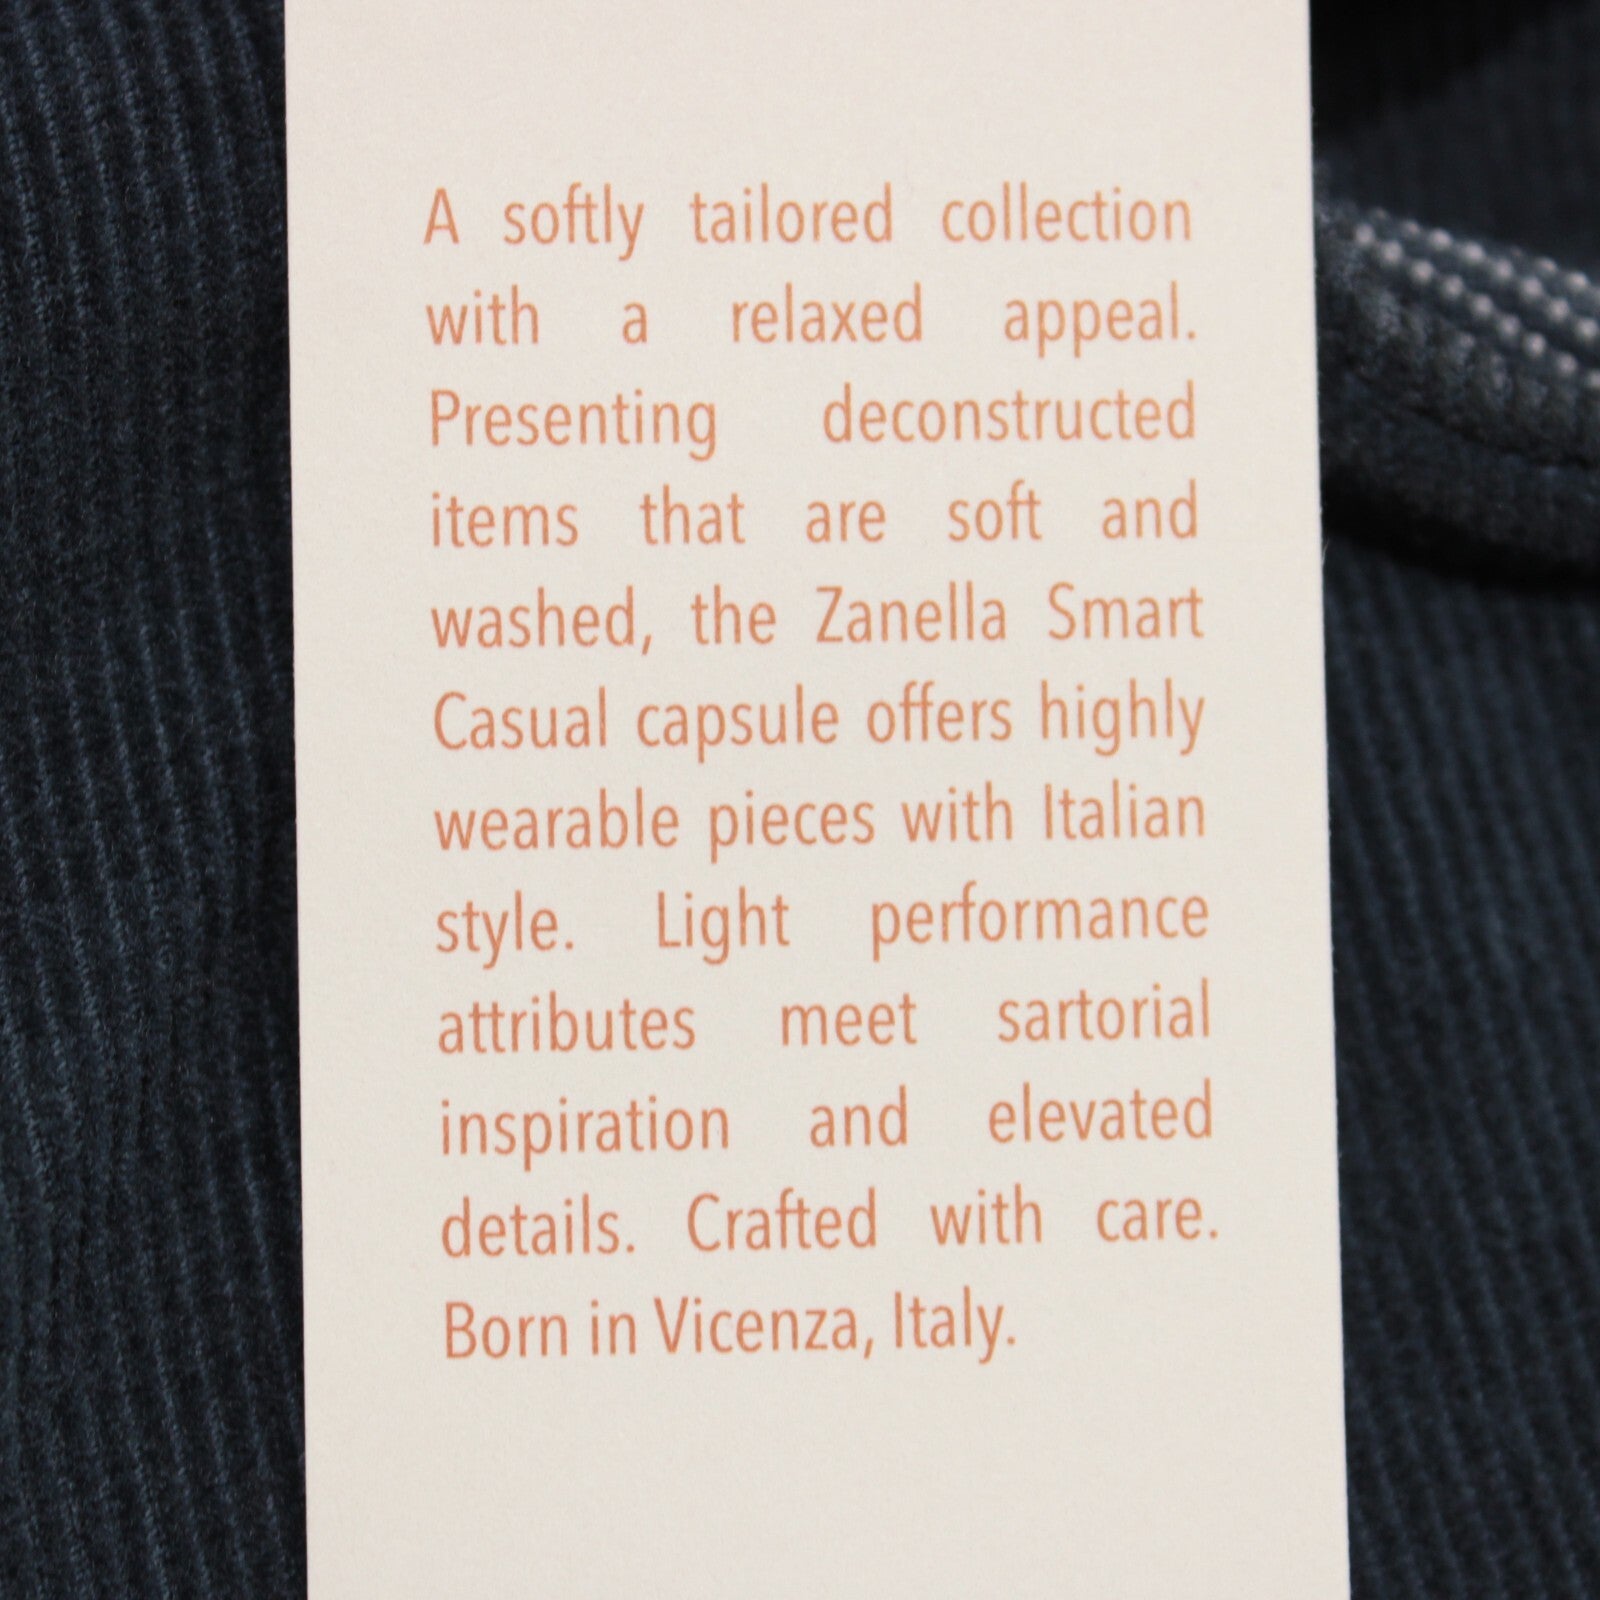 A softly tailored collection
with a relaxed appeal.
Presenting deconstructed
items that are soft and
washed, the Zanella Smart
Casual capsule offers highly
wearable pieces with Italian
style. Light performance
attributes meet sartorial
inspiration and elevated
details. Crafted with care.
Born in Vicenza, Italy.